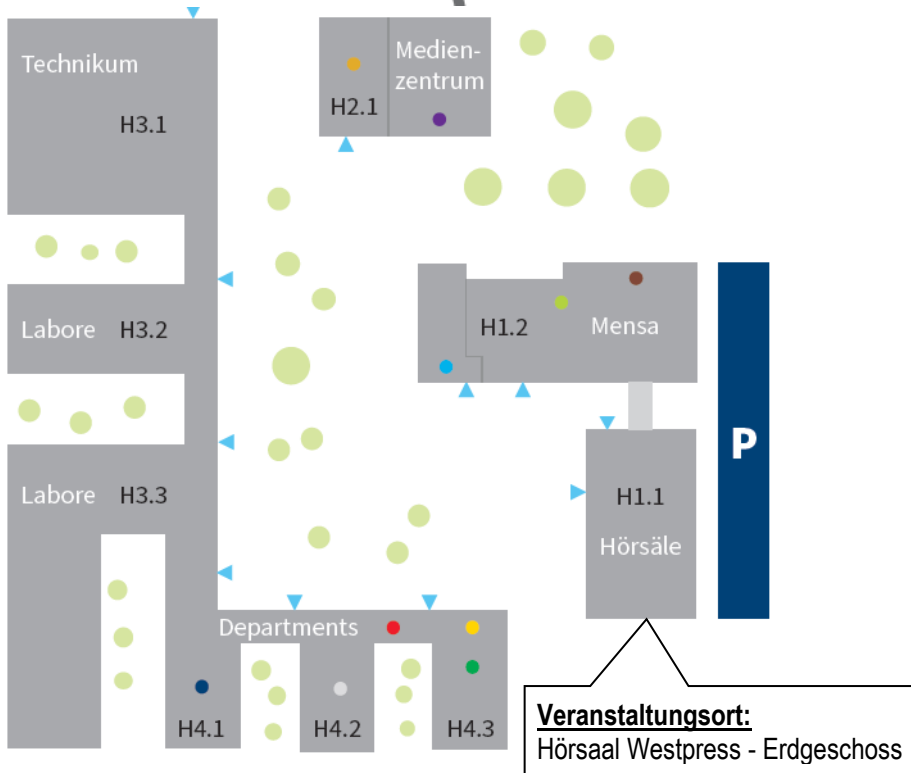 Technikum
H3.1
Medien-
zentrum
H2.1
Labore H3.2
H1.2
Mensa
P
Labore H3.3
H1.1
Hörsäle
Departments
H4.1
H4.2
H4.3
Veranstaltungsort:
Hörsaal Westpress - Erdgeschoss